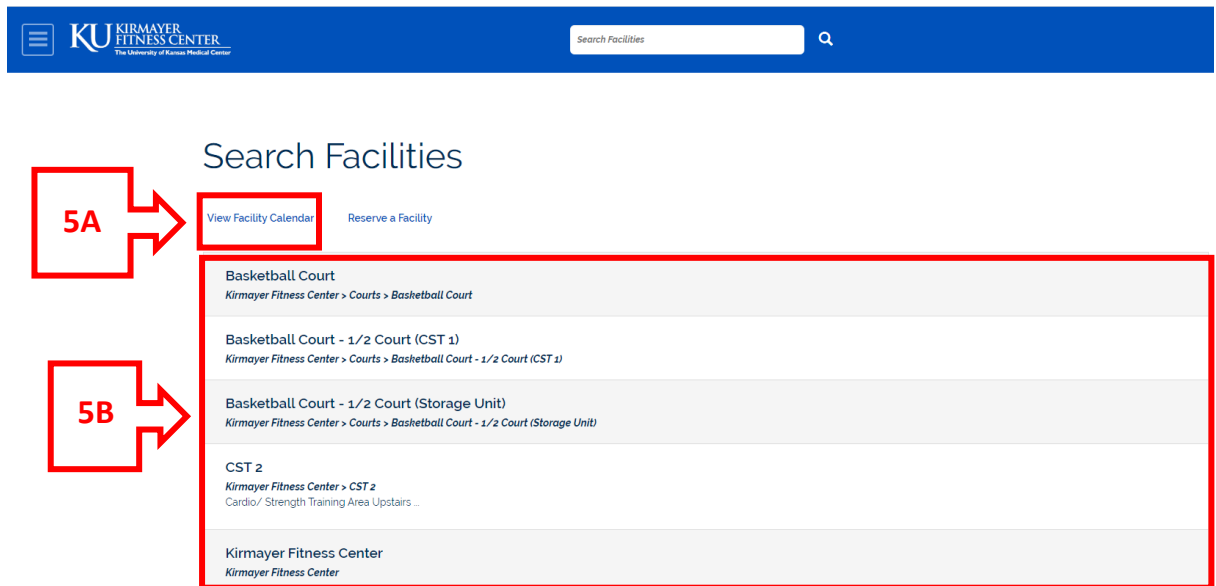 KU KIRMAYER
FITNESS CENTER
The University of Kansas Medical Center
Search Facilities
Search Facilities
5A
View Facility Calendar Reserve a Facility
Basketball Court
Kirmayer Fitness Center > Courts > Basketball Court
Basketball Court - 1/2 Court (CST 1)
Kirmayer Fitness Center > Courts > Basketball Court - 1/2 Court (CST 1)
5B
Basketball Court - 1/2 Court (Storage Unit)
Kirmayer Fitness Center > Courts > Basketball Court - 1/2 Court (Storage Unit)
CST 2
Kirmayer Fitness Center > CST 2
Cardio/ Strength Training Area Upstairs ...
Kirmayer Fitness Center
Kirmayer Fitness Center